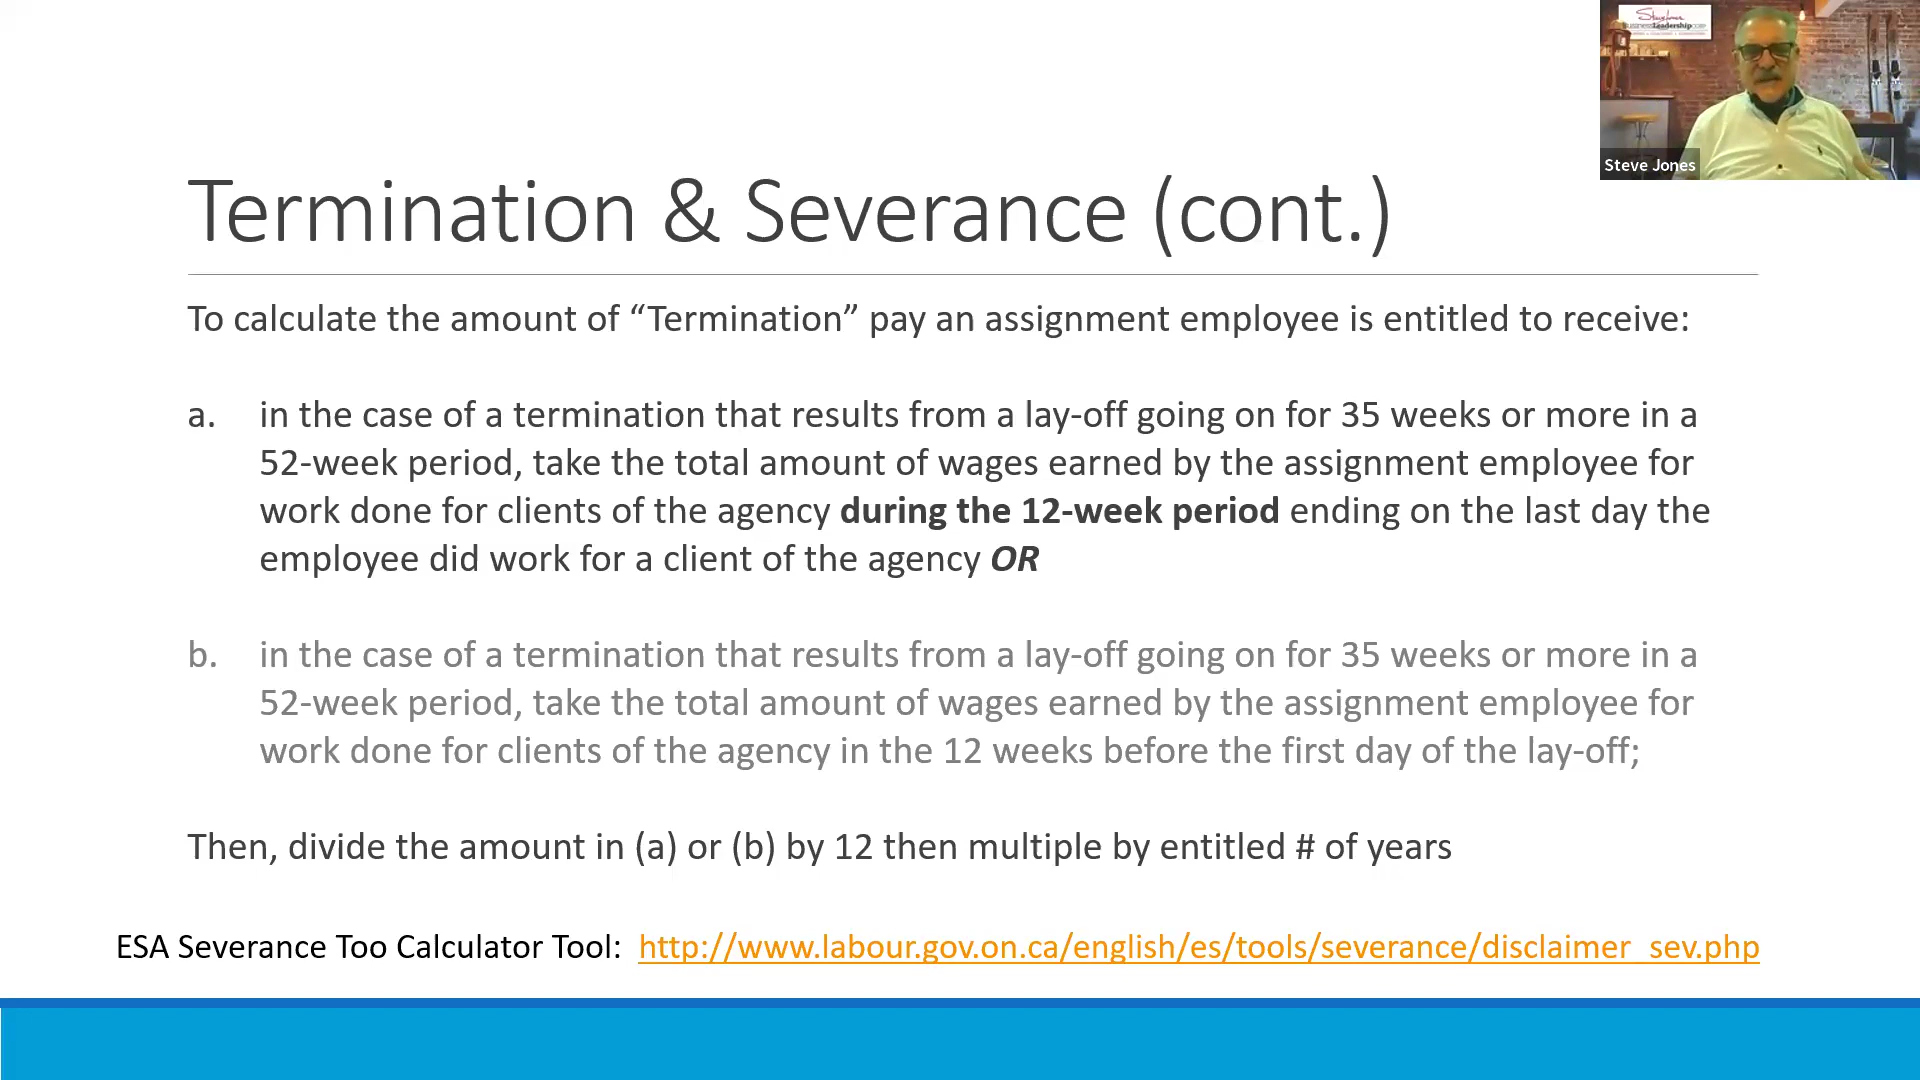 Leadership
Steve Jones
Termination & Severance (cont.)
To calculate the amount of “Termination” pay an assignment employee is entitled to receive:
a. in the case of a termination that results from a lay-off going on for 35 weeks or more in a
52-week period, take the total amount of wages earned by the assignment employee for
work done for clients of the agency during the 12-week period ending on the last day the
employee did work for a client of the agency OR
b. in the case of a termination that results from a lay-off going on for 35 weeks or more in a
52-week period, take the total amount of wages earned by the assignment employee for
work done for clients of the agency in the 12 weeks before the first day of the lay-off;
Then, divide the amount in (a) or (b) by 12 then multiple by entitled # of years
ESA Severance Too Calculator Tool: http://www.labour.gov.on.ca/english/es/tools/severance/disclaimer_sev.php